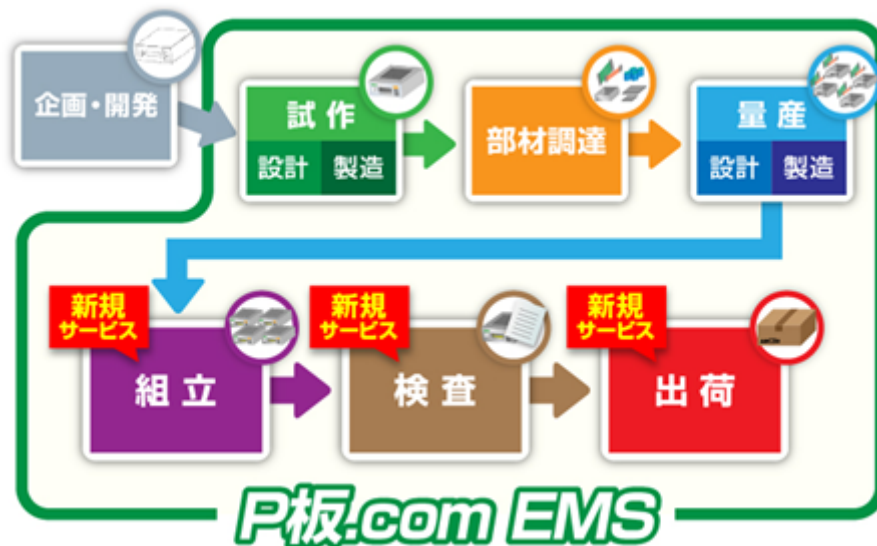 企画・開発
試作
設計 製造
部材調達
量産
設計 製造
新規
サービス
組立
新規
サービス
検査
新規
サービス
出荷
P板.com EMS